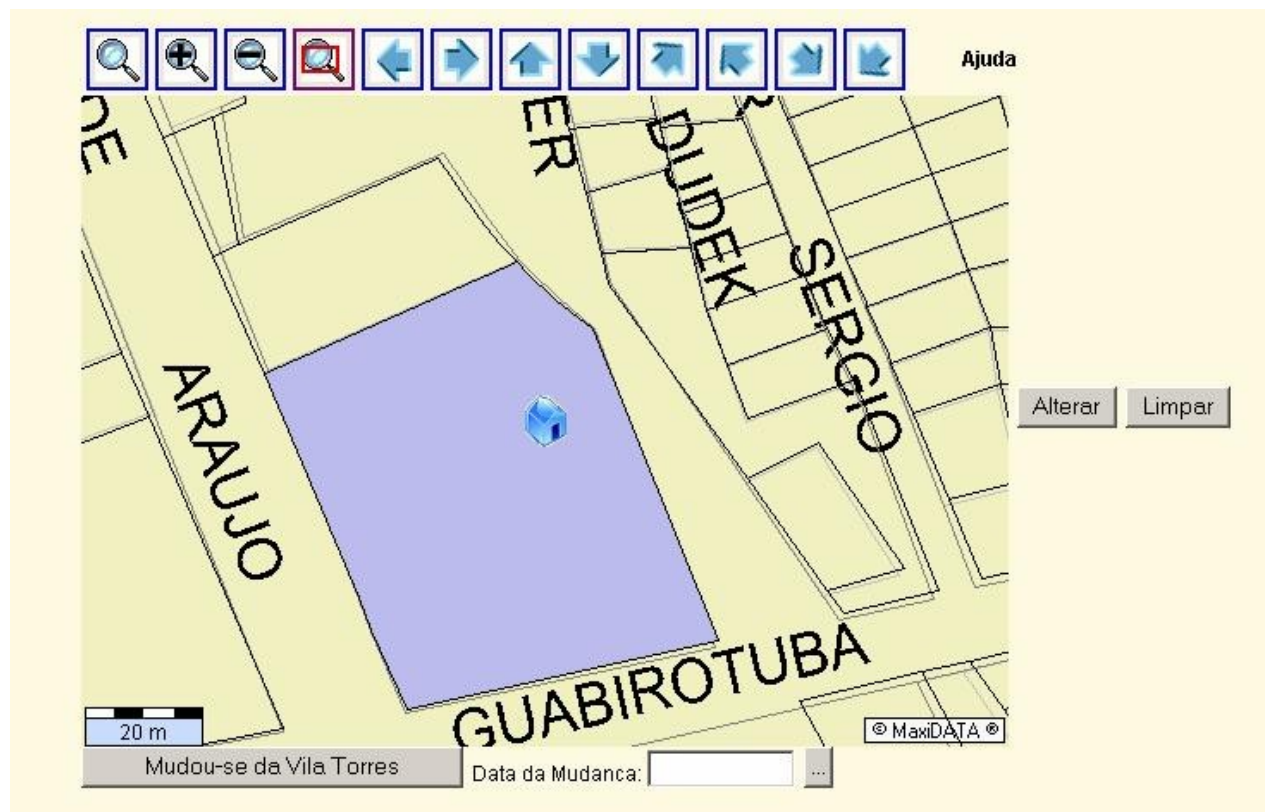 Ajuda
DE
ER
DUDEK
R
SERGIO
ARAUJO
Alterar
Limpar
GUABIROTUBA
20 m
© MaxiDATA ®
Mudou-se da Vila Torres
Data da Mudanca:
...